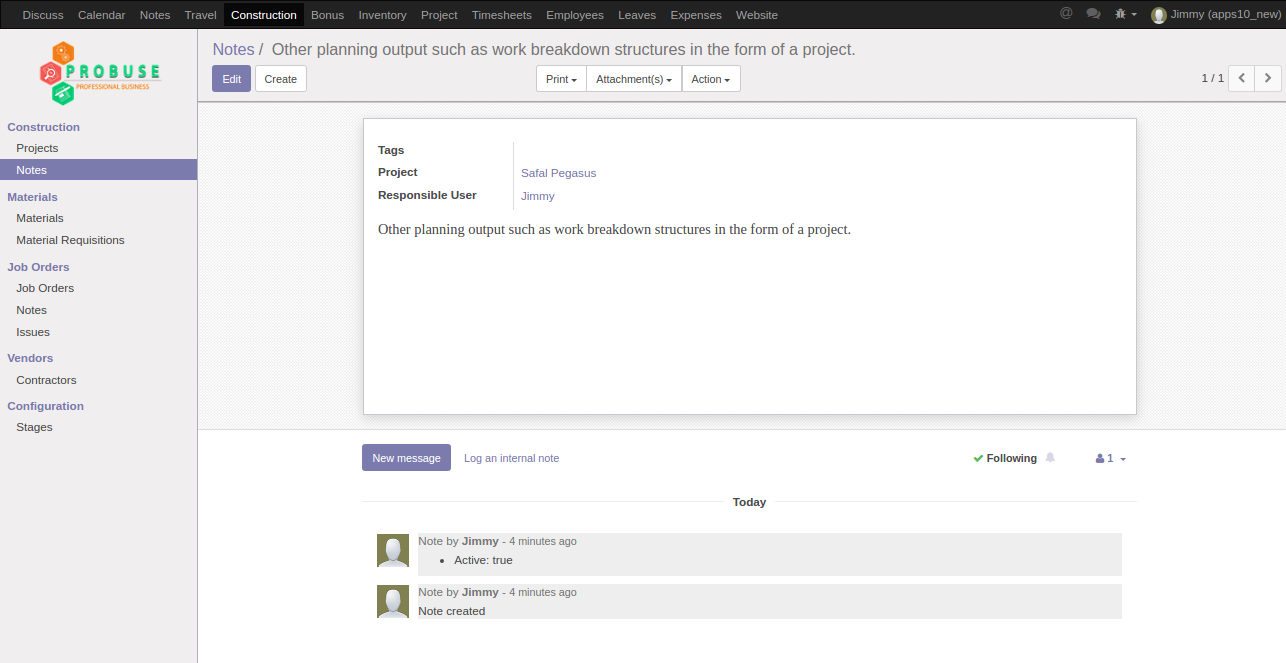 Discuss Calendar Notes Travel Construction Bonus Inventory Project Timesheets Employees Leaves Expenses Website @ Jimmy (apps10_new)
PROBUSE
PROFESSIONAL BUSINESS
Construction
Projects
Notes
Materials
Materials
Material Requisitions
Job Orders
Job Orders
Notes
Issues
Vendors
Contractors
Configuration
Stages
Notes / Other planning output such as work breakdown structures in the form of a project.
Edit Create Print Attachment(s) Action 1 / 1
Tags
Project Safal Pegasus
Responsible User Jimmy
Other planning output such as work breakdown structures in the form of a project.
New message Log an internal note Following 1
Today
Note by Jimmy - 4 minutes ago
• Active: true
Note by Jimmy - 4 minutes ago
Note created